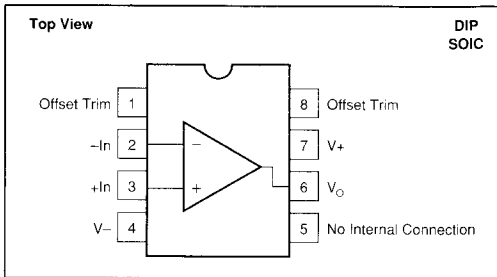 Top View
DIP
SOIC
Offset Trim 1
8 Offset Trim
–In 2
–
7 V+
+In 3
+
6 VO
V– 4
5 No Internal Connection